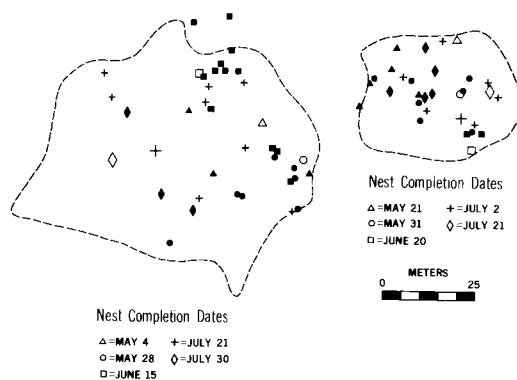 Nest Completion Dates
△=MAY 21 +=JULY 2
○=MAY 31 ◇=JULY 21
□=JUNE 20
METERS
0 25
Nest Completion Dates
△=MAY 4 +=JULY 21
○=MAY 28 ◇=JULY 30
□=JUNE 15